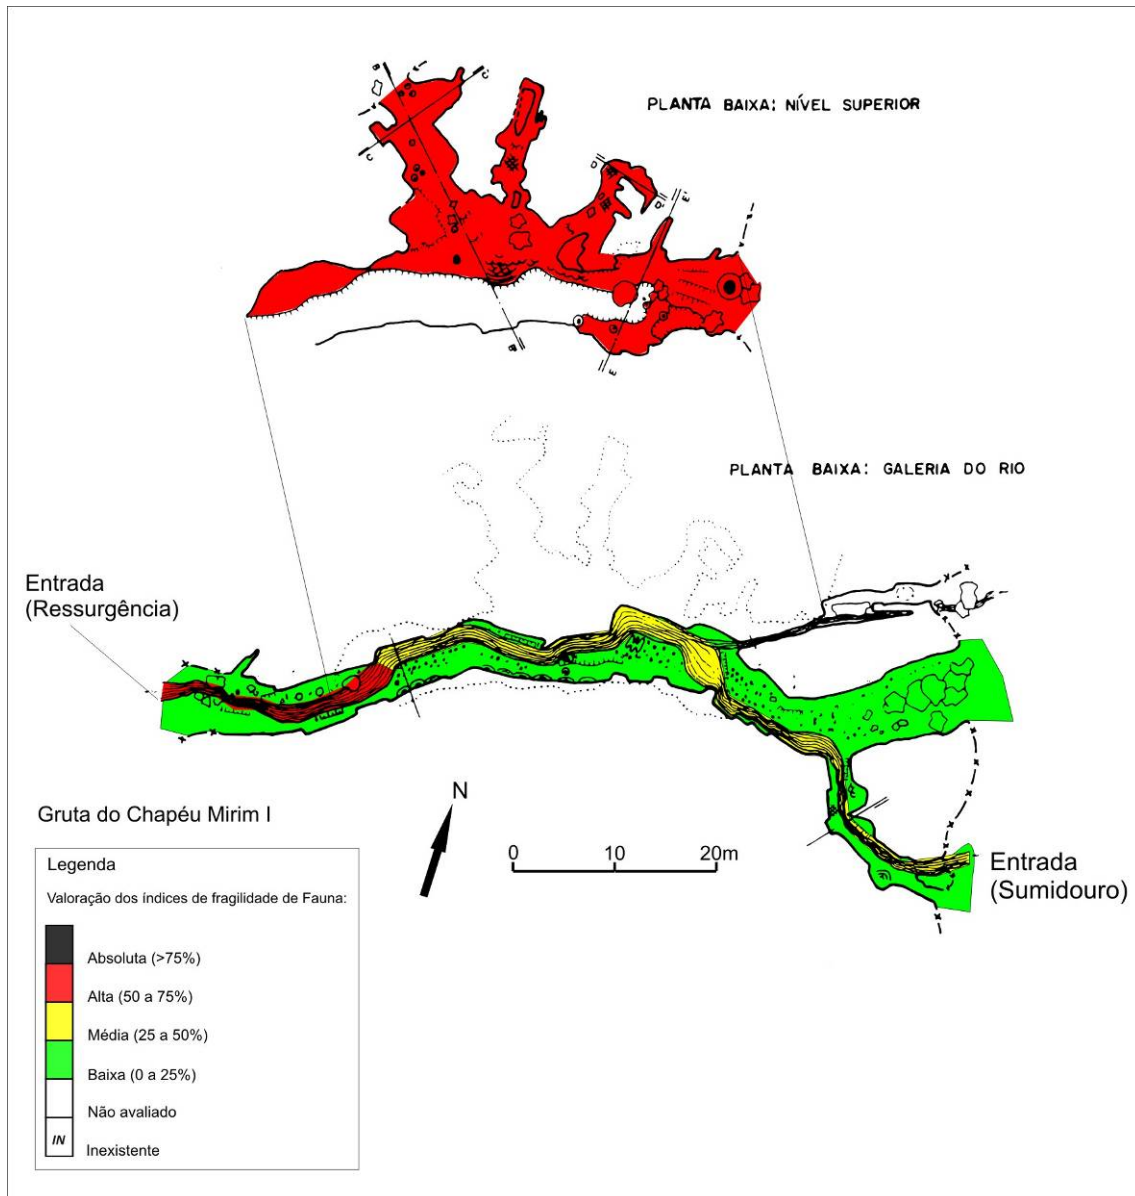 PLANTA BAIXA: NÍVEL SUPERIOR
PLANTA BAIXA: GALERIA DO RIO
Entrada
(Ressurgência)
N
Gruta do Chapéu Mirim I
0 10 20m
Entrada
(Sumidouro)
Legenda
Valoração dos índices de fragilidade de Fauna:
Absoluta (>75%)
Alta (50 a 75%)
Média (25 a 50%)
Baixa (0 a 25%)
Não avaliado
IN
Inexistente